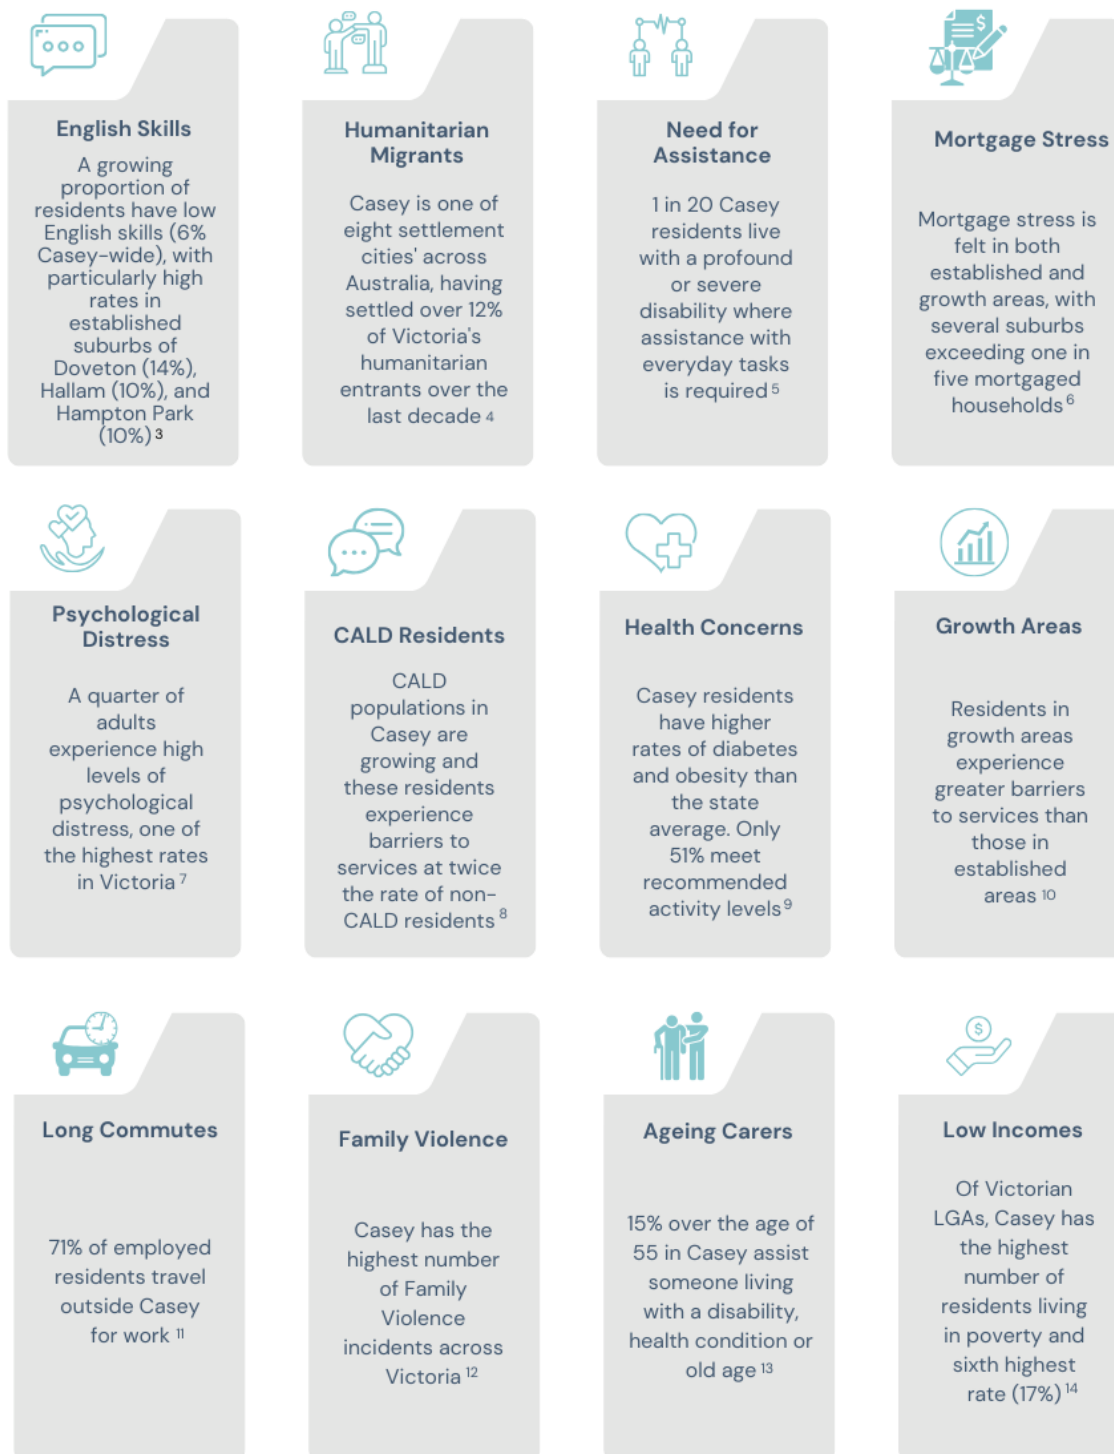 English Skills
A growing
proportion of
residents have low
English skills (6%
Casey-wide), with
particularly high
rates in
established
suburbs of
Doveton (14%),
Hallam (10%), and
Hampton Park
(10%) 3
Humanitarian
Migrants
Casey is one of
eight settlement
cities' across
Australia, having
settled over 12%
of Victoria's
humanitarian
entrants over the
last decade 4
Need for
Assistance
1 in 20 Casey
residents live
with a profound
or severe
disability where
assistance with
everyday tasks
is required 5
Mortgage Stress
Mortgage stress is
felt in both
established and
growth areas, with
several suburbs
exceeding one in
five mortgaged
households 6
Psychological
Distress
A quarter of
adults
experience high
levels of
psychological
distress, one of
the highest rates
in Victoria 7
CALD Residents
CALD
populations in
Casey are
growing and
these residents
experience
barriers to
services at twice
the rate of non-
CALD residents 8
Health Concerns
Casey residents
have higher
rates of diabetes
and obesity than
the state
average. Only
51% meet
recommended
activity levels 9
Growth Areas
Residents in
growth areas
experience
greater barriers
to services than
those in
established
areas 10
Long Commutes
71% of employed
residents travel
outside Casey
for work 11
Family Violence
Casey has the
highest number
of Family
Violence
incidents across
Victoria 12
Ageing Carers
15% over the age of
55 in Casey assist
someone living
with a disability,
health condition or
old age 13
Low Incomes
Of Victorian
LGAs, Casey has
the highest
number of
residents living
in poverty and
sixth highest
rate (17%) 14